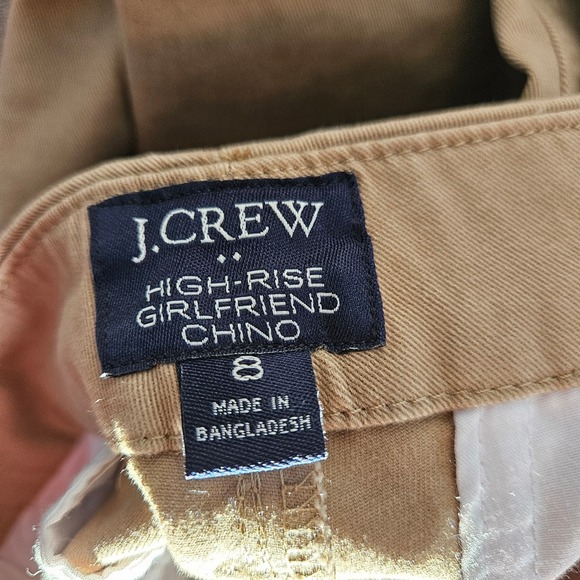 J.CREW
••
HIGH-RISE
GIRLFRIEND
CHINO
8
MADE IN
BANGLADESH